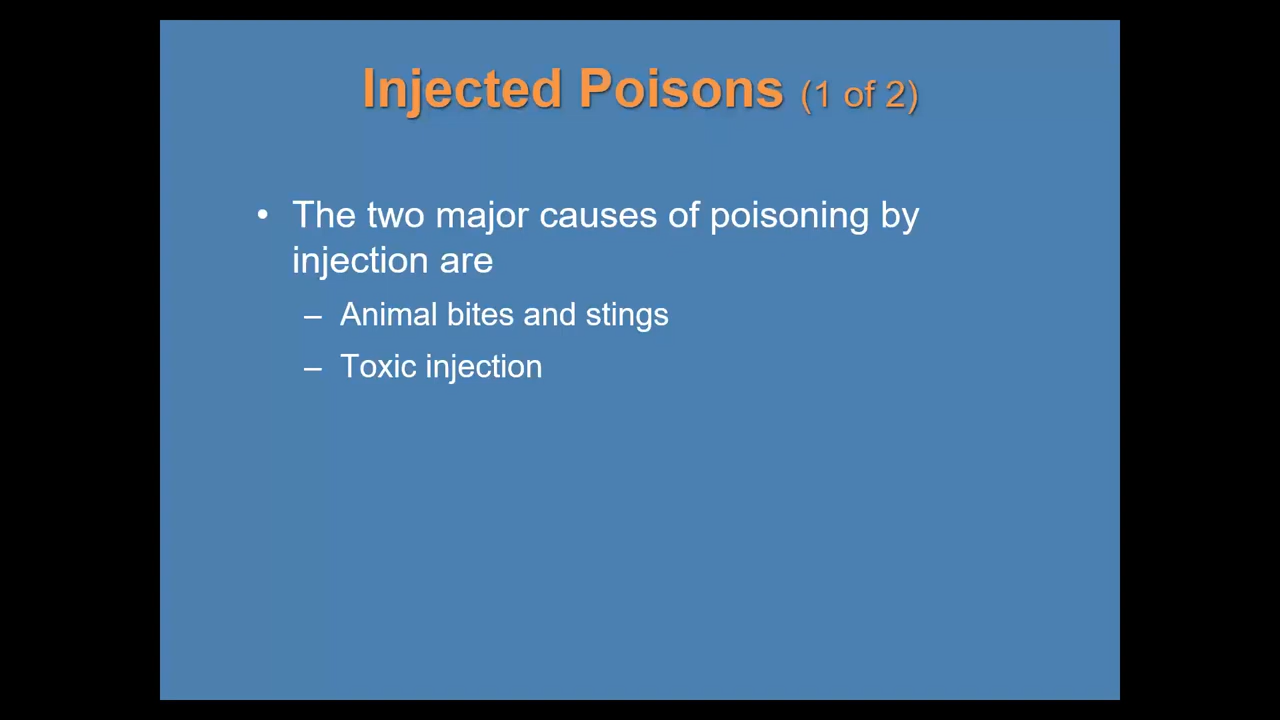 Injected Poisons (1 of 2)
• The two major causes of poisoning by
injection are
– Animal bites and stings
– Toxic injection